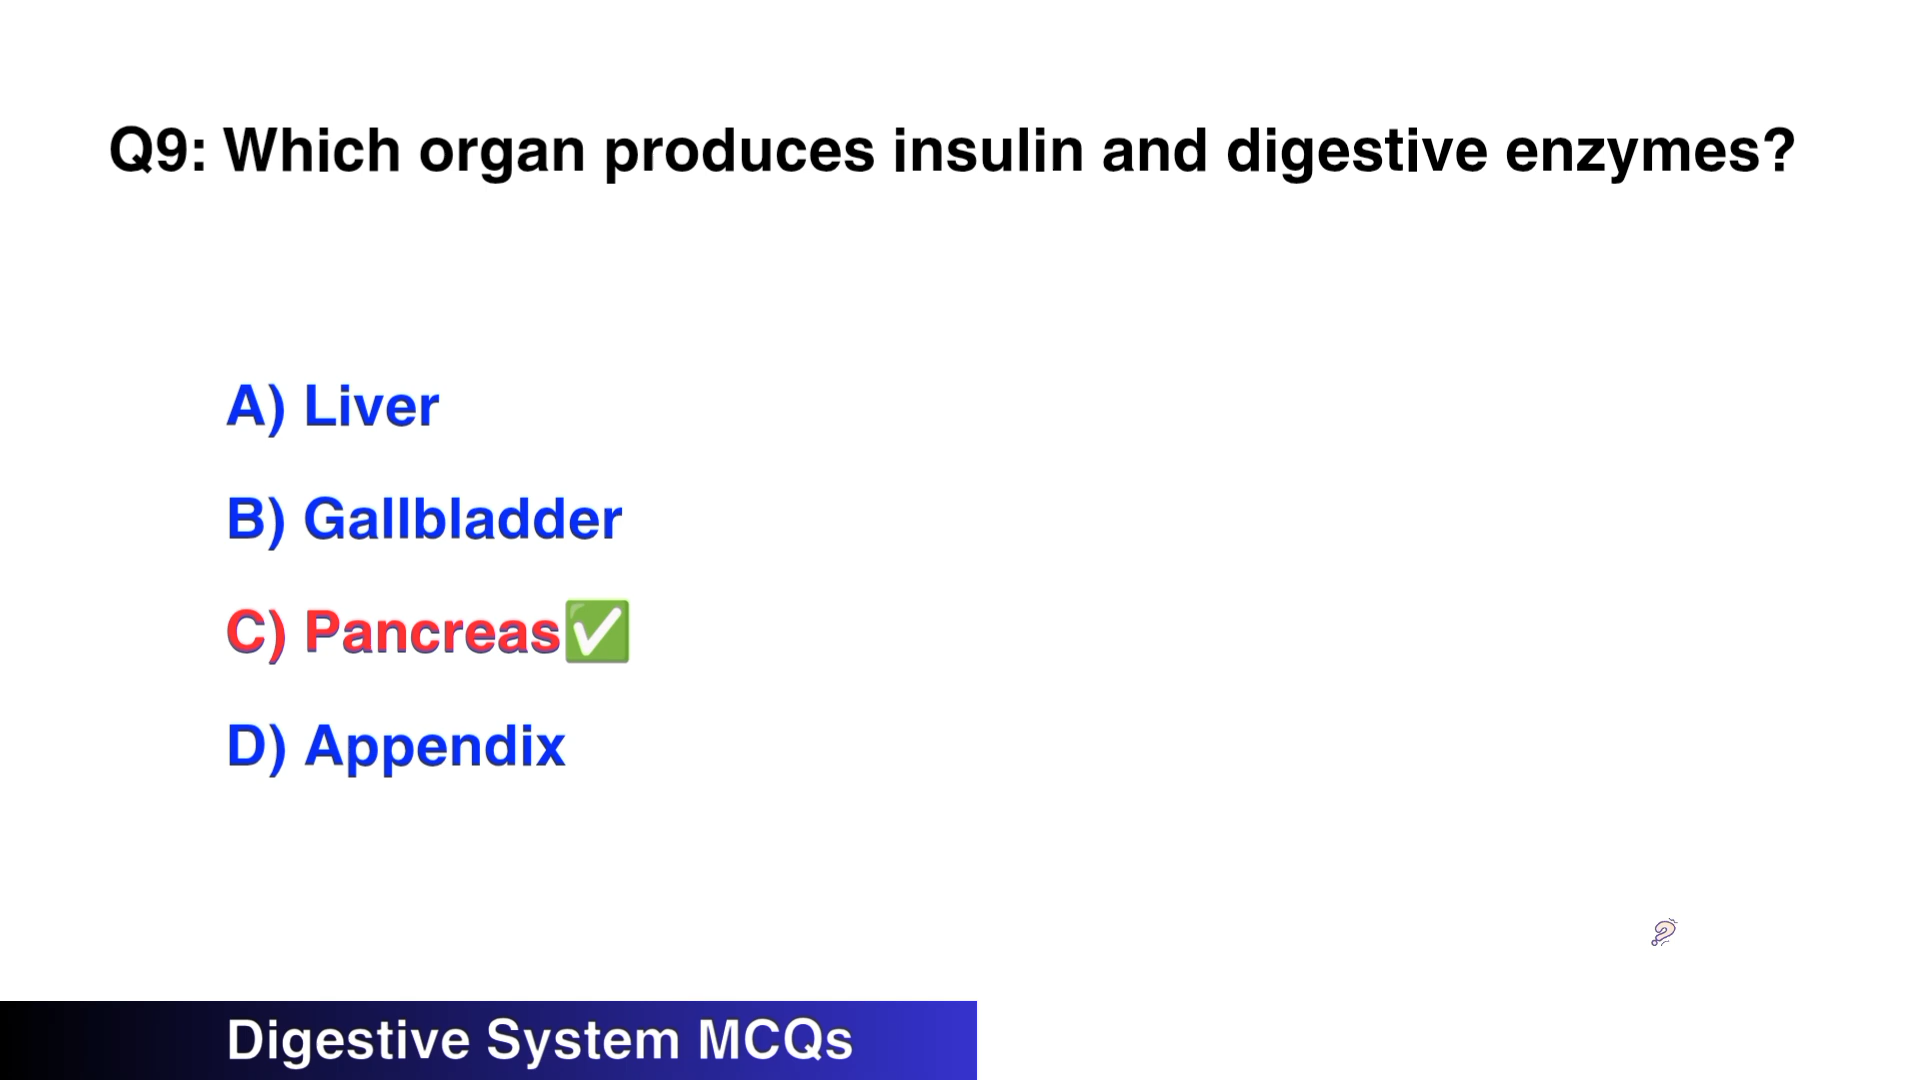 Q9: Which organ produces insulin and digestive enzymes?
A) Liver
B) Gallbladder
C) Pancreas✅
D) Appendix
Digestive System MCQs